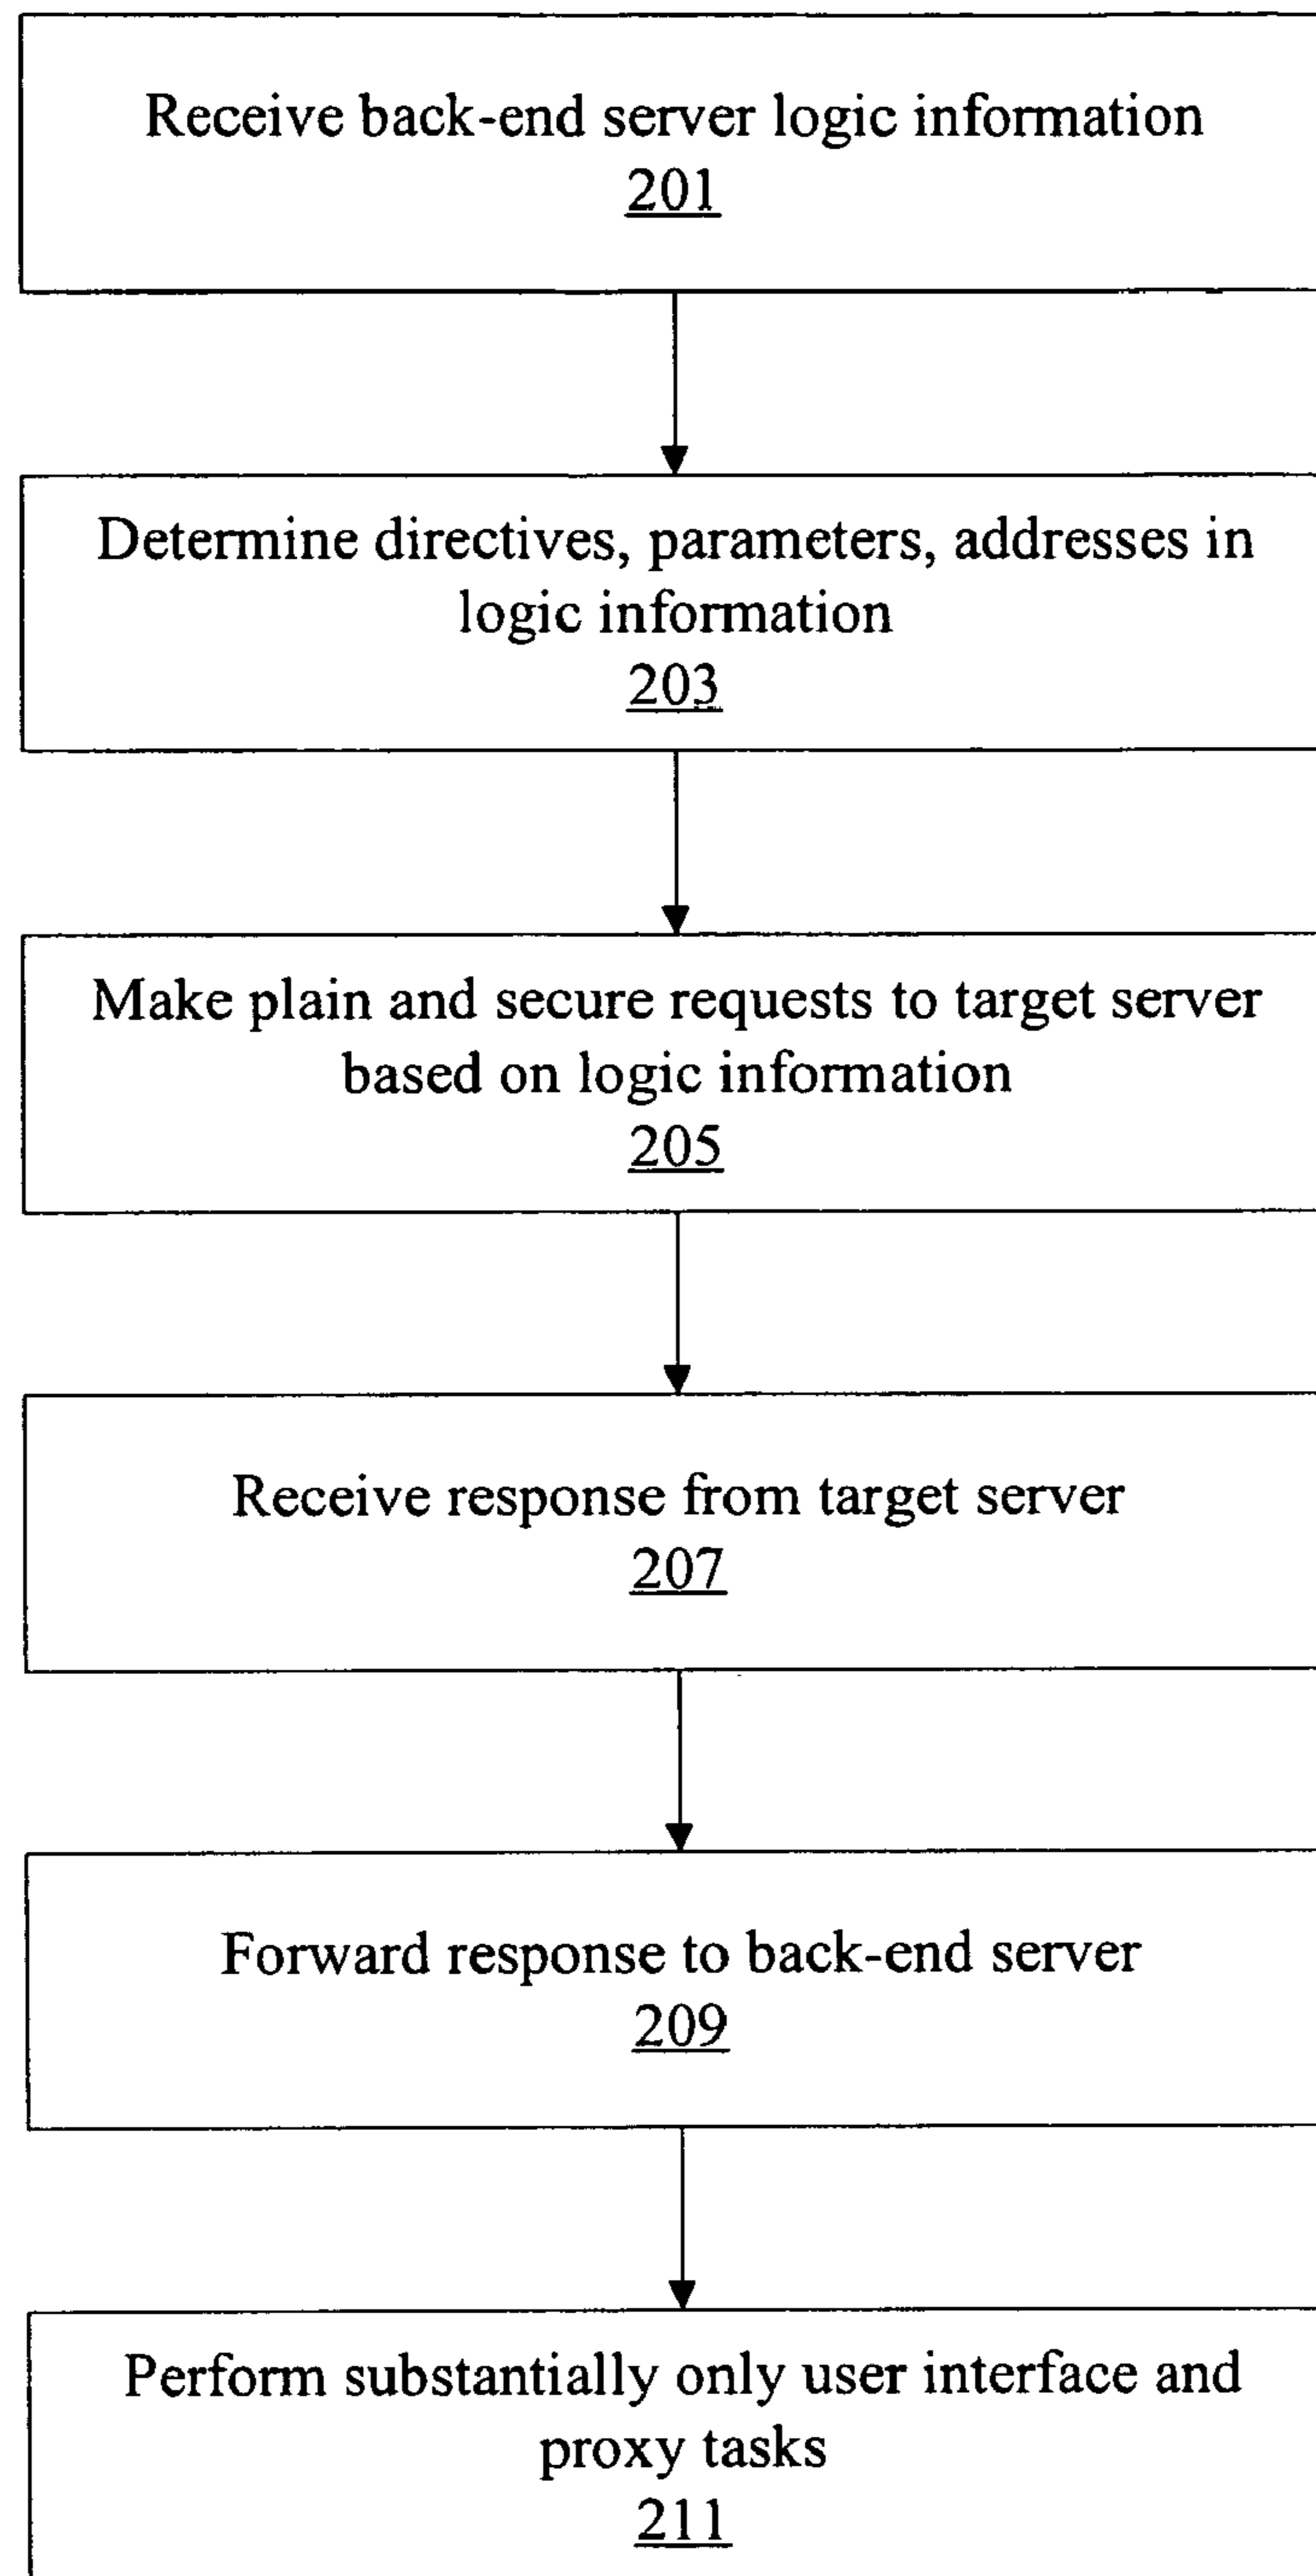 Receive back-end server logic information
201
Determine directives, parameters, addresses in
logic information
203
Make plain and secure requests to target server
based on logic information
205
Receive response from target server
207
Forward response to back-end server
209
Perform substantially only user interface and
proxy tasks
211